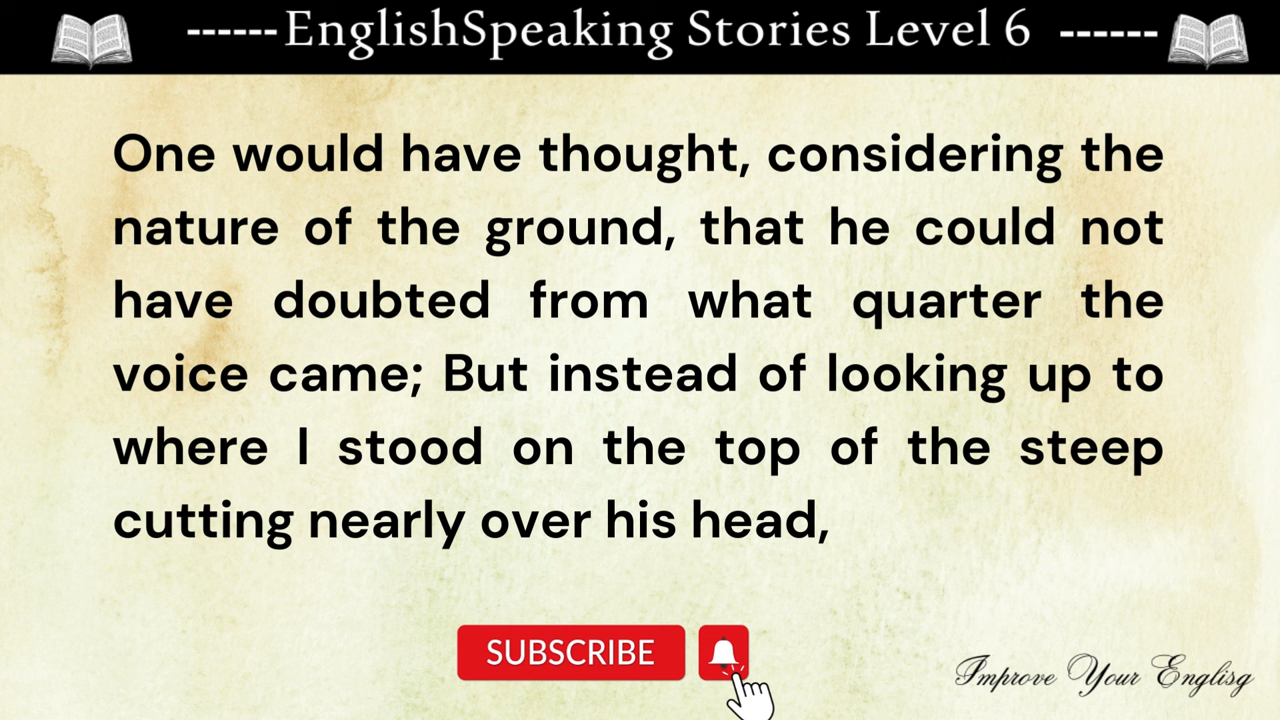 ------EnglishSpeaking Stories Level 6 ------
One would have thought, considering the
nature of the ground, that he could not
have doubted from what quarter the
voice came; But instead of looking up to
where I stood on the top of the steep
cutting nearly over his head,
SUBSCRIBE
Improve Your Englisg